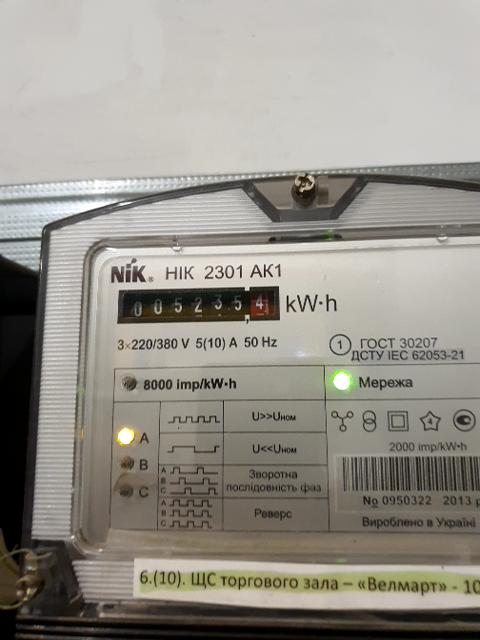 NiK® НІК 2301 АК1
005235,4 kW·h
3×220/380 V 5(10) A 50 Hz
1 ГОСТ 30207
ДСТУ IEC 62053-21
8000 imp/kW·h
Мережа
A
B
C
U>>Uном
U<<Uном
A
B
C
Зворотна
послідовність фаз
A
B
C
Реверс
2000 imp/kW·h
№ 0950322 2013
Вироблено в Україні
6.(10). ЩС торгового зала – «Велмарт» - 10